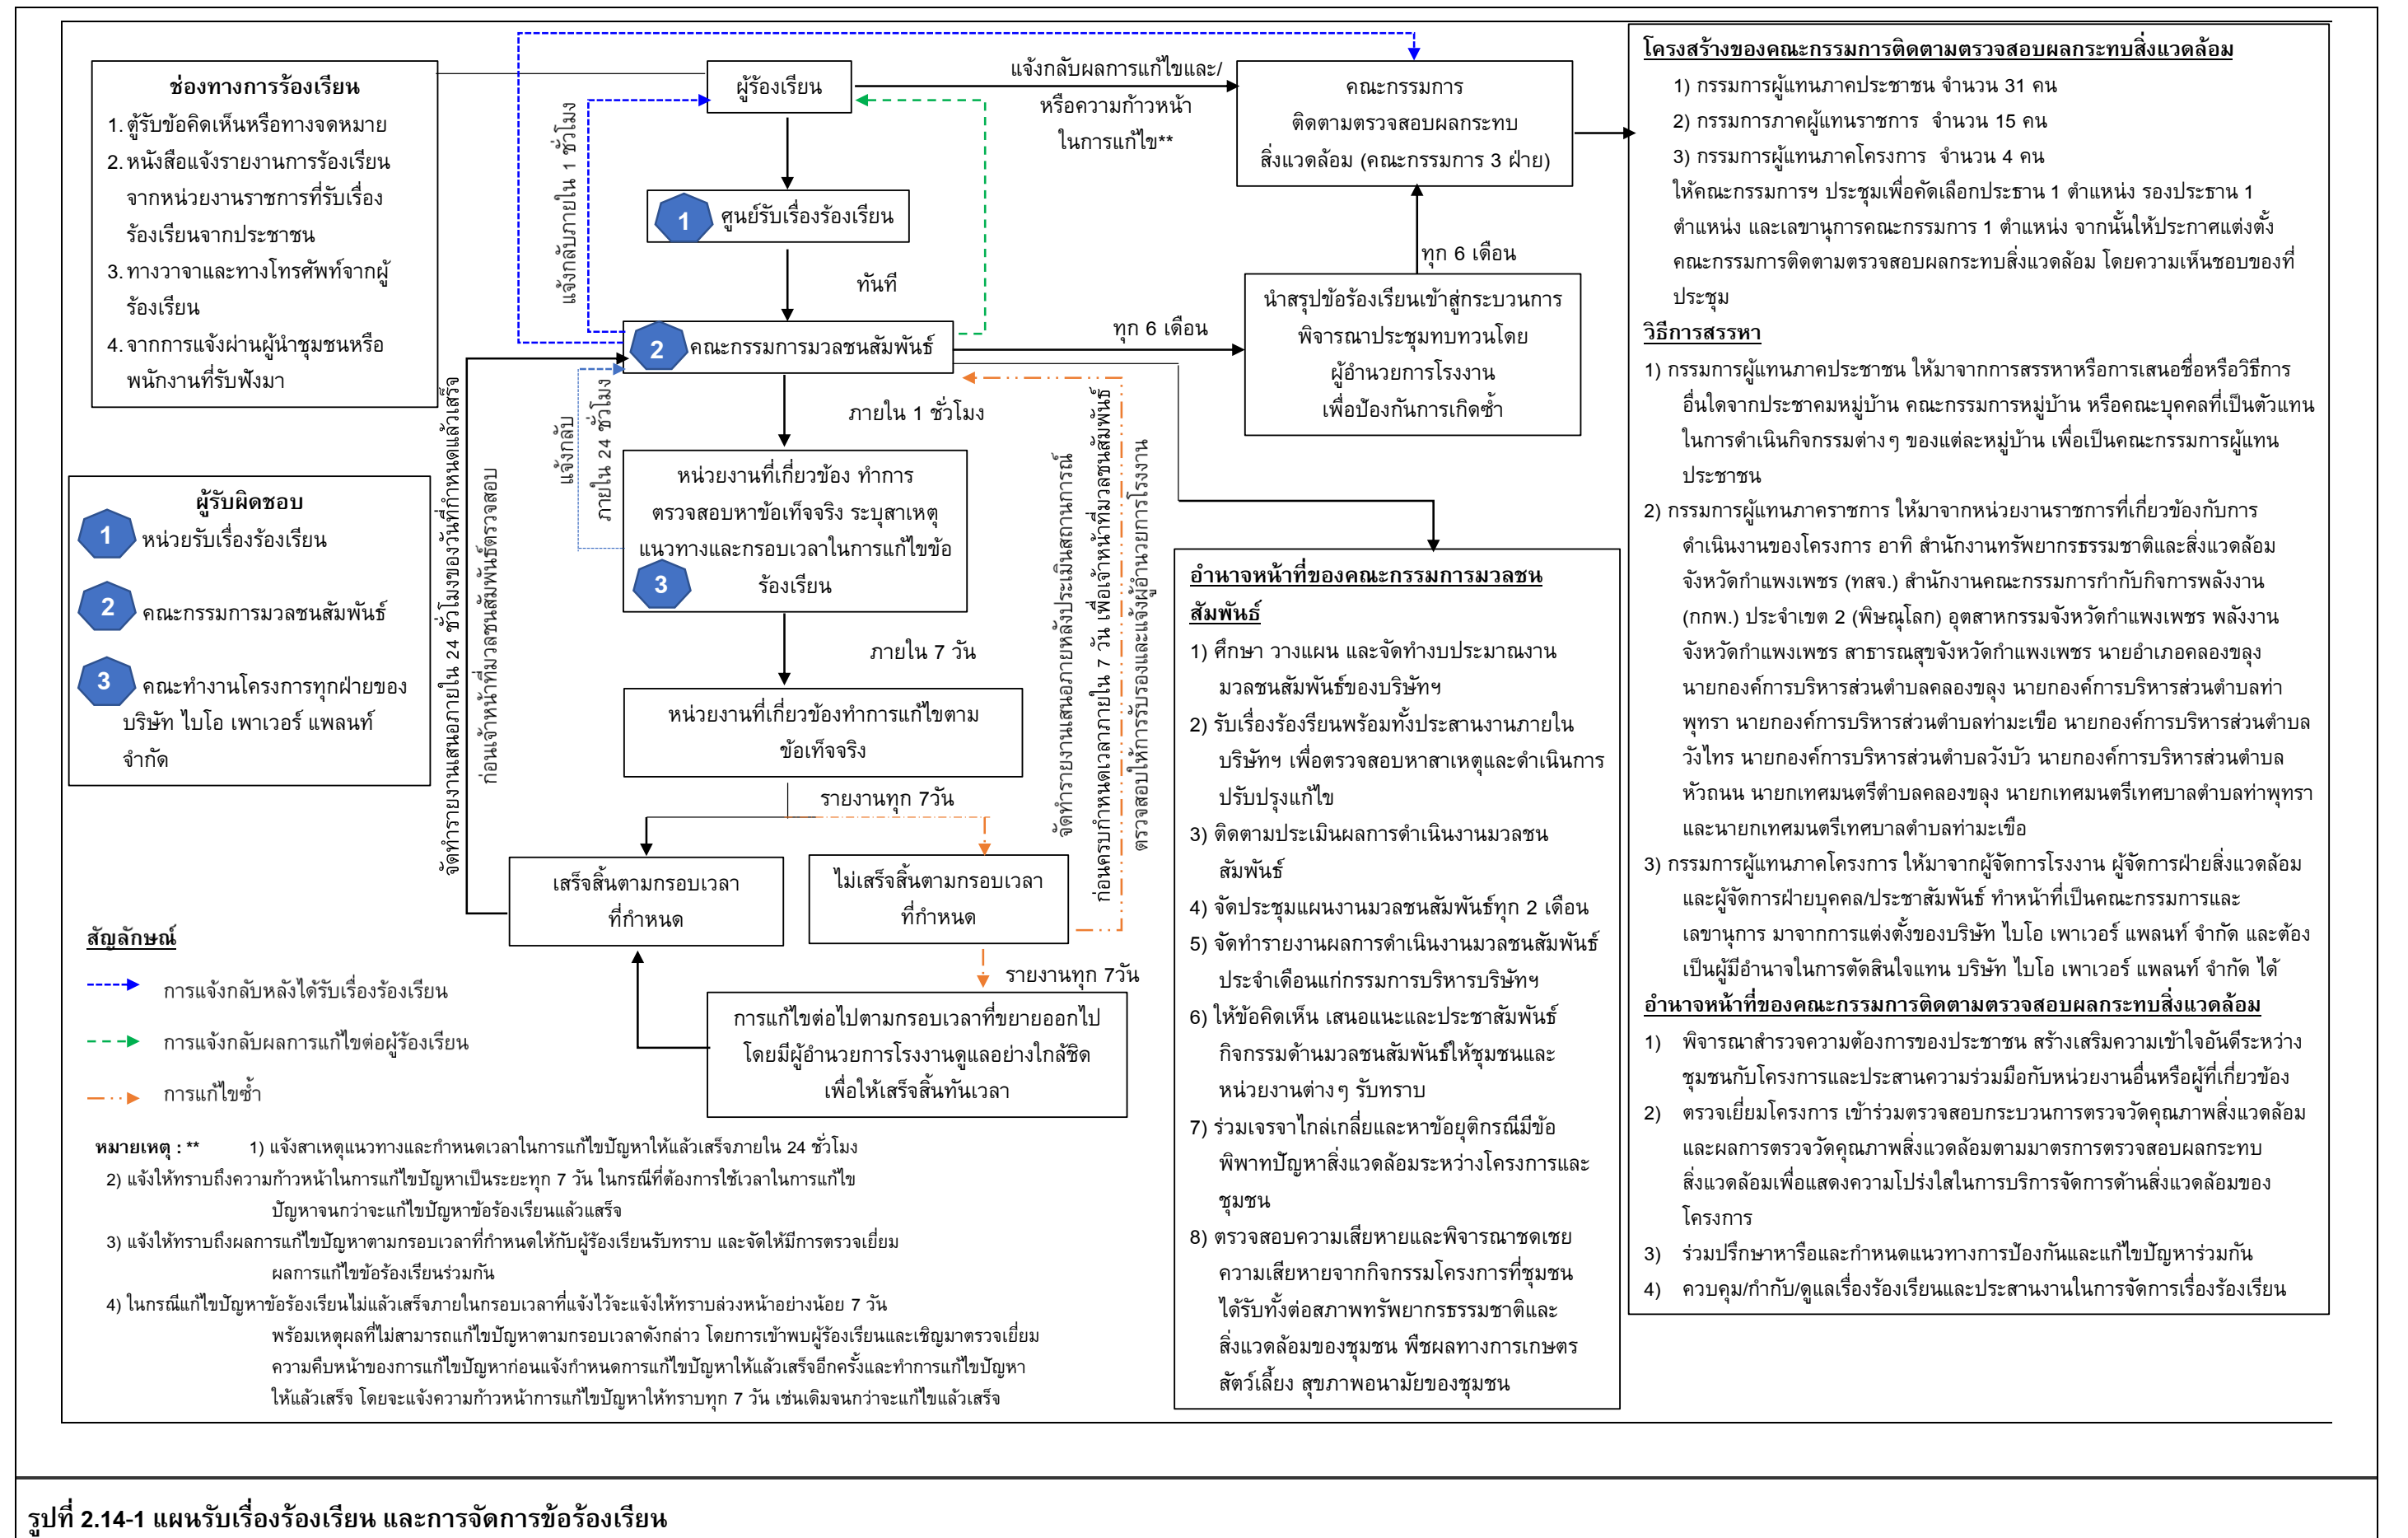 ช่องทางการร้องเรียน
1. ตู้รับข้อคิดเห็นหรือทางจดหมาย
2. หนังสือแจ้งรายงานการร้องเรียน
จากหน่วยงานราชการที่รับเรื่อง
ร้องเรียนจากประชาชน
3. ทางวาจาและทางโทรศัพท์จากผู้
ร้องเรียน
4. จากการแจ้งผ่านผู้นำชุมชนหรือ
พนักงานที่รับฟังมา
ผู้รับผิดชอบ
1 หน่วยรับเรื่องร้องเรียน
2 คณะกรรมการมวลชนสัมพันธ์
3 คณะทำงานโครงการทุกฝ่ายของ
บริษัท ไบโอ เพาเวอร์ แพลนท์
จำกัด
สัญลักษณ์
การแจ้งกลับหลังได้รับเรื่องร้องเรียน
การแจ้งกลับผลการแก้ไขต่อผู้ร้องเรียน
การแก้ไขซ้ำ
ผู้ร้องเรียน
แจ้งกลับผลการแก้ไขและ/
หรือความก้าวหน้า
ในการแก้ไข**
แจ้งกลับภายใน 1 ชั่วโมง
1 ศูนย์รับเรื่องร้องเรียน
ทันที
2 คณะกรรมการมวลชนสัมพันธ์
ทุก 6 เดือน
ภายใน 1 ชั่วโมง
แจ้งกลับ
ภายใน 24 ชั่วโมง
จัดทำรายงานเสนอภายใน 24 ชั่วโมงของวันที่กำหนดแล้วเสร็จ
ก่อนเจ้าหน้าที่มวลชนสัมพันธ์ตรวจสอบ
หน่วยงานที่เกี่ยวข้อง ทำการ
ตรวจสอบหาข้อเท็จจริง ระบุสาเหตุ
แนวทางและกรอบเวลาในการแก้ไขข้อ
3 ร้องเรียน
ภายใน 7 วัน
หน่วยงานที่เกี่ยวข้องทำการแก้ไขตาม
ข้อเท็จจริง
รายงานทุก 7วัน
เสร็จสิ้นตามกรอบเวลา
ที่กำหนด
ไม่เสร็จสิ้นตามกรอบเวลา
ที่กำหนด
รายงานทุก 7วัน
การแก้ไขต่อไปตามกรอบเวลาที่ขยายออกไป
โดยมีผู้อำนวยการโรงงานดูแลอย่างใกล้ชิด
เพื่อให้เสร็จสิ้นทันเวลา
จัดทำรายงานเสนอภายหลังประเมินสถานการณ์
ก่อนครบกำหนดเวลาภายใน 7 วัน เพื่อเจ้าหน้าที่มวลชนสัมพันธ์
ตรวจสอบให้การรับรองและแจ้งผู้อำนวยการโรงงาน
คณะกรรมการ
ติดตามตรวจสอบผลกระทบ
สิ่งแวดล้อม (คณะกรรมการ 3 ฝ่าย)
ทุก 6 เดือน
นำสรุปข้อร้องเรียนเข้าสู่กระบวนการ
พิจารณาประชุมทบทวนโดย
ผู้อำนวยการโรงงาน
เพื่อป้องกันการเกิดซ้ำ
อำนาจหน้าที่ของคณะกรรมการมวลชน
สัมพันธ์
1) ศึกษา วางแผน และจัดทำงบประมาณงาน
มวลชนสัมพันธ์ของบริษัทฯ
2) รับเรื่องร้องเรียนพร้อมทั้งประสานงานภายใน
บริษัทฯ เพื่อตรวจสอบหาสาเหตุและดำเนินการ
ปรับปรุงแก้ไข
3) ติดตามประเมินผลการดำเนินงานมวลชน
สัมพันธ์
4) จัดประชุมแผนงานมวลชนสัมพันธ์ทุก 2 เดือน
5) จัดทำรายงานผลการดำเนินงานมวลชนสัมพันธ์
ประจำเดือนแก่กรรมการบริหารบริษัทฯ
6) ให้ข้อคิดเห็น เสนอแนะและประชาสัมพันธ์
กิจกรรมด้านมวลชนสัมพันธ์ให้ชุมชนและ
หน่วยงานต่างๆ รับทราบ
7) ร่วมเจรจาไกล่เกลี่ยและหาข้อยุติกรณีมีข้อ
พิพาทปัญหาสิ่งแวดล้อมระหว่างโครงการและ
ชุมชน
8) ตรวจสอบความเสียหายและพิจารณาชดเชย
ความเสียหายจากกิจกรรมโครงการที่ชุมชน
ได้รับทั้งต่อสภาพทรัพยากรธรรมชาติและ
สิ่งแวดล้อมของชุมชน พืชผลทางการเกษตร
สัตว์เลี้ยง สุขภาพอนามัยของชุมชน
โครงสร้างของคณะกรรมการติดตามตรวจสอบผลกระทบสิ่งแวดล้อม
1) กรรมการผู้แทนภาคประชาชน จำนวน 31 คน
2) กรรมการภาคผู้แทนราชการ จำนวน 15 คน
3) กรรมการผู้แทนภาคโครงการ จำนวน 4 คน
ให้คณะกรรมการฯ ประชุมเพื่อคัดเลือกประธาน 1 ตำแหน่ง รองประธาน 1
ตำแหน่ง และเลขานุการคณะกรรมการ 1 ตำแหน่ง จากนั้นให้ประกาศแต่งตั้ง
คณะกรรมการติดตามตรวจสอบผลกระทบสิ่งแวดล้อม โดยความเห็นชอบของที่
ประชุม
วิธีการสรรหา
1) กรรมการผู้แทนภาคประชาชน ให้มาจากการสรรหาหรือการเสนอชื่อหรือวิธีการ
อื่นใดจากประชาคมหมู่บ้าน คณะกรรมการหมู่บ้าน หรือคณะบุคคลที่เป็นตัวแทน
ในการดำเนินกิจกรรมต่างๆ ของแต่ละหมู่บ้าน เพื่อเป็นคณะกรรมการผู้แทน
ประชาชน
2) กรรมการผู้แทนภาคราชการ ให้มาจากหน่วยงานราชการที่เกี่ยวข้องกับการ
ดำเนินงานของโครงการ อาทิ สำนักงานทรัพยากรธรรมชาติและสิ่งแวดล้อม
จังหวัดกำแพงเพชร (ทสจ.) สำนักงานคณะกรรมการกำกับกิจการพลังงาน
(กกพ.) ประจำเขต 2 (พิษณุโลก) อุตสาหกรรมจังหวัดกำแพงเพชร พลังงาน
จังหวัดกำแพงเพชร สาธารณสุขจังหวัดกำแพงเพชร นายอำเภอคลองขลุง
นายกองค์การบริหารส่วนตำบลคลองขลุง นายกองค์การบริหารส่วนตำบลท่า
พุทรา นายกองค์การบริหารส่วนตำบลท่ามะเขือ นายกองค์การบริหารส่วนตำบล
วังไทร นายกองค์การบริหารส่วนตำบลวังบัว นายกองค์การบริหารส่วนตำบล
หัวถนน นายกเทศมนตรีตำบลคลองขลุง นายกเทศมนตรีเทศบาลตำบลท่าพุทรา
และนายกเทศมนตรีเทศบาลตำบลท่ามะเขือ
3) กรรมการผู้แทนภาคโครงการ ให้มาจากผู้จัดการโรงงาน ผู้จัดการฝ่ายสิ่งแวดล้อม
และผู้จัดการฝ่ายบุคคล/ประชาสัมพันธ์ ทำหน้าที่เป็นคณะกรรมการและ
เลขานุการ มาจากการแต่งตั้งของบริษัท ไบโอ เพาเวอร์ แพลนท์ จำกัด และต้อง
เป็นผู้มีอำนาจในการตัดสินใจแทน บริษัท ไบโอ เพาเวอร์ แพลนท์ จำกัด ได้
อำนาจหน้าที่ของคณะกรรมการติดตามตรวจสอบผลกระทบสิ่งแวดล้อม
1) พิจารณาสำรวจความต้องการของประชาชน สร้างเสริมความเข้าใจอันดีระหว่าง
ชุมชนกับโครงการและประสานความร่วมมือกับหน่วยงานอื่นหรือผู้ที่เกี่ยวข้อง
2) ตรวจเยี่ยมโครงการ เข้าร่วมตรวจสอบกระบวนการตรวจวัดคุณภาพสิ่งแวดล้อม
และผลการตรวจวัดคุณภาพสิ่งแวดล้อมตามมาตรการตรวจสอบผลกระทบ
สิ่งแวดล้อมเพื่อแสดงความโปร่งใสในการบริการจัดการด้านสิ่งแวดล้อมของ
โครงการ
3) ร่วมปรึกษาหารือและกำหนดแนวทางการป้องกันและแก้ไขปัญหาร่วมกัน
4) ควบคุม/กำกับ/ดูแลเรื่องร้องเรียนและประสานงานในการจัดการเรื่องร้องเรียน
หมายเหตุ : ** 1) แจ้งสาเหตุแนวทางและกำหนดเวลาในการแก้ไขปัญหาให้แล้วเสร็จภายใน 24 ชั่วโมง
2) แจ้งให้ทราบถึงความก้าวหน้าในการแก้ไขปัญหาเป็นระยะทุก 7 วัน ในกรณีที่ต้องการใช้เวลาในการแก้ไข
ปัญหาจนกว่าจะแก้ไขปัญหาข้อร้องเรียนแล้วเสร็จ
3) แจ้งให้ทราบถึงผลการแก้ไขปัญหาตามกรอบเวลาที่กำหนดให้กับผู้ร้องเรียนรับทราบ และจัดให้มีการตรวจเยี่ยม
ผลการแก้ไขข้อร้องเรียนร่วมกัน
4) ในกรณีแก้ไขปัญหาข้อร้องเรียนไม่แล้วเสร็จภายในกรอบเวลาที่แจ้งไว้จะแจ้งให้ทราบล่วงหน้าอย่างน้อย 7 วัน
พร้อมเหตุผลที่ไม่สามารถแก้ไขปัญหาตามกรอบเวลาดังกล่าว โดยการเข้าพบผู้ร้องเรียนและเชิญมาตรวจเยี่ยม
ความคืบหน้าของการแก้ไขปัญหาก่อนแจ้งกำหนดการแก้ไขปัญหาให้แล้วเสร็จอีกครั้งและทำการแก้ไขปัญหา
ให้แล้วเสร็จ โดยจะแจ้งความก้าวหน้าการแก้ไขปัญหาให้ทราบทุก 7 วัน เช่นเดิมจนกว่าจะแก้ไขแล้วเสร็จ
รูปที่ 2.14-1 แผนรับเรื่องร้องเรียน และการจัดการข้อร้องเรียน